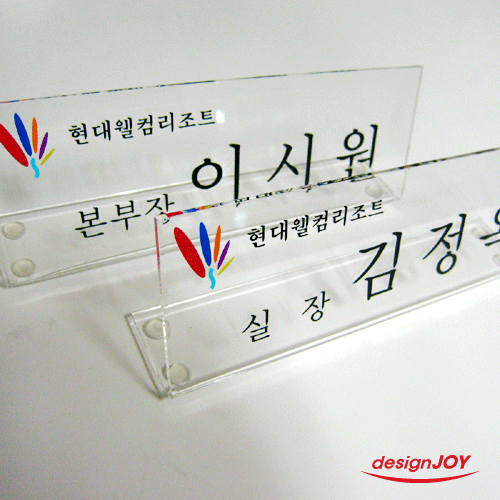 현대웰컴리조트
본부장 이시원
현대웰컴리조트
실 장 김정
designJOY